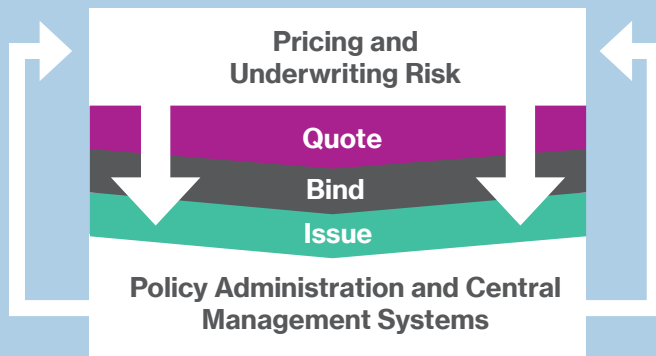 Pricing and
Underwriting Risk
Quote
Bind
Issue
Policy Administration and Central
Management Systems